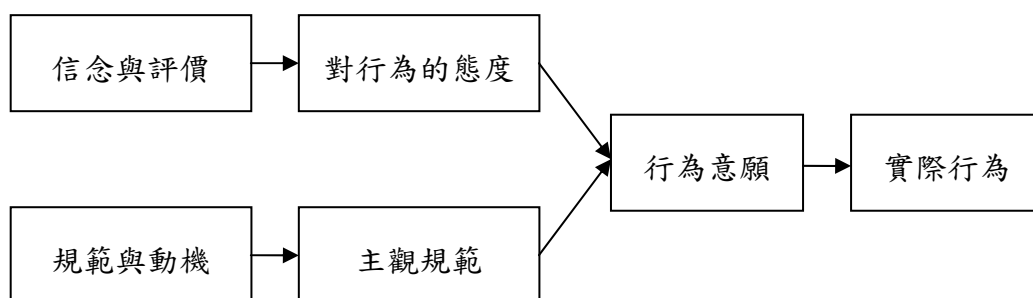 信念與評價
對行為的態度
行為意願
實際行為
規範與動機
主觀規範